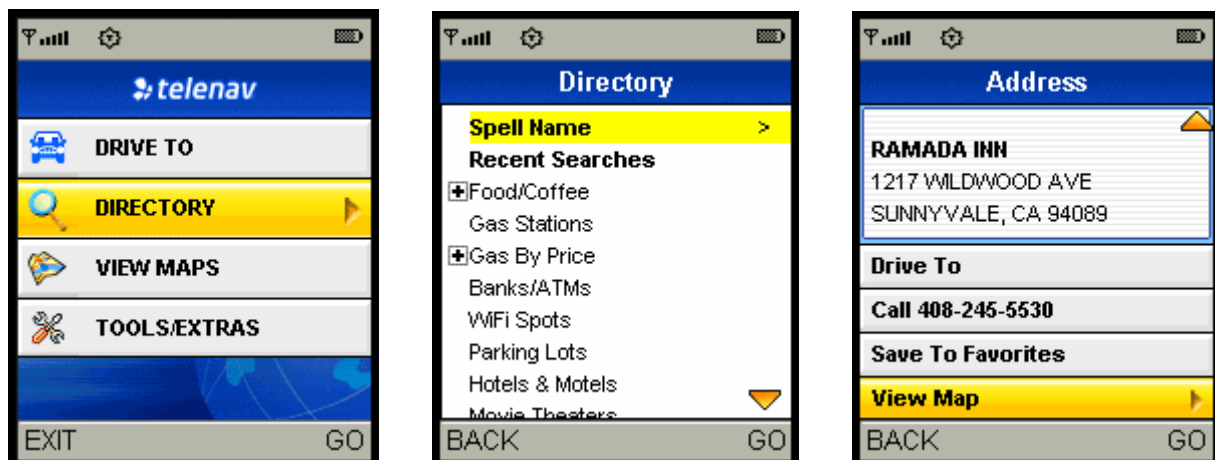 telenav
DRIVE TO
DIRECTORY
VIEW MAPS
TOOLS/EXTRAS
EXIT GO
Directory
Spell Name >
Recent Searches
Food/Coffee
Gas Stations
Gas By Price
Banks/ATMs
WiFi Spots
Parking Lots
Hotels & Motels
Movie Theaters
BACK GO
Address
RAMADA INN
1217 WILDWOOD AVE
SUNNYVALE, CA 94089
Drive To
Call 408-245-5530
Save To Favorites
View Map
BACK GO